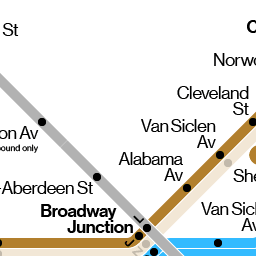 St
Norw
Cleveland
St
Van Siclen
Av
on Av
ound only
Alabama
Av
She
-Aberdeen St
Van Sicl
Av
Broadway
Junction
J
L
Z